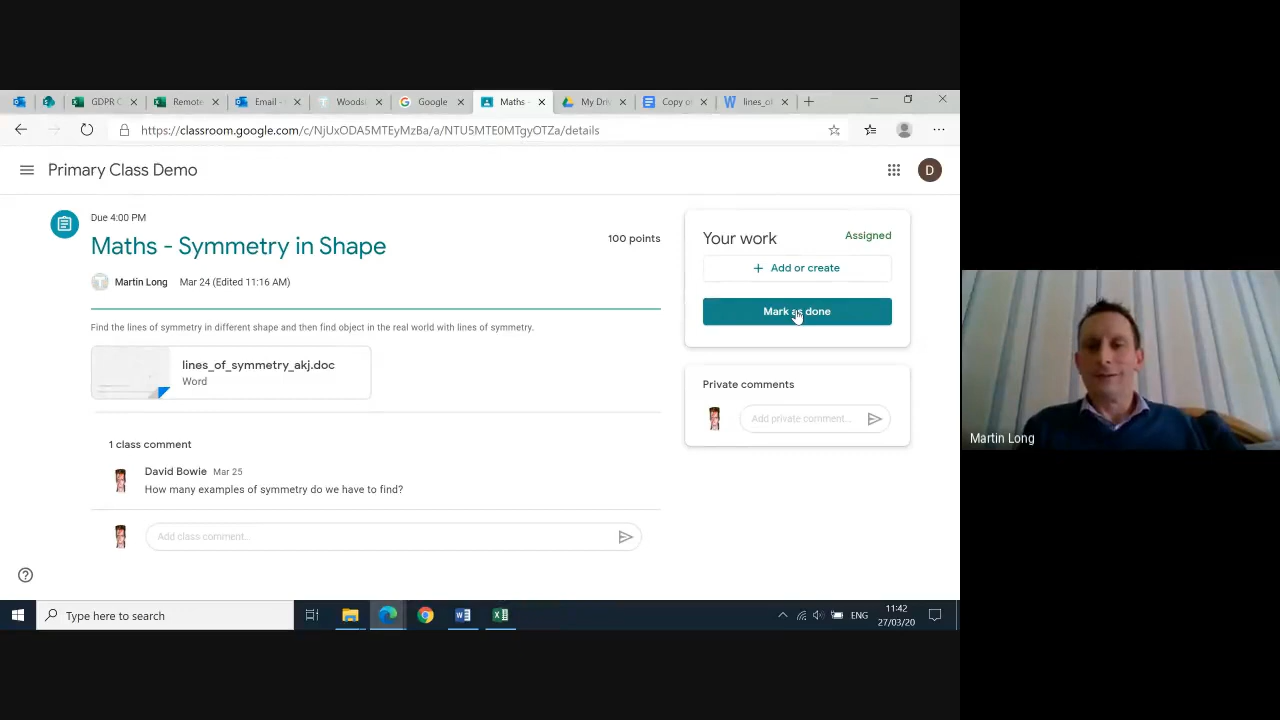 GDPR C
Remote
Email -
Woods
Google
Maths -
My Dri
Copy of
lines_of
https://classroom.google.com/c/NjUxODA5MTEyMzBa/a/NTU5MTE0MTgyOTZa/details
Primary Class Demo
D
Due 4:00 PM
Maths - Symmetry in Shape
100 points
Martin Long Mar 24 (Edited 11:16 AM)
Find the lines of symmetry in different shape and then find object in the real world with lines of symmetry.
lines_of_symmetry_akj.doc
Word
1 class comment
David Bowie Mar 25
How many examples of symmetry do we have to find?
Add class comment...
Your work
Assigned
+ Add or create
Mark as done
Private comments
Add private comment...
Martin Long
Type here to search
ENG
11:42
27/03/20